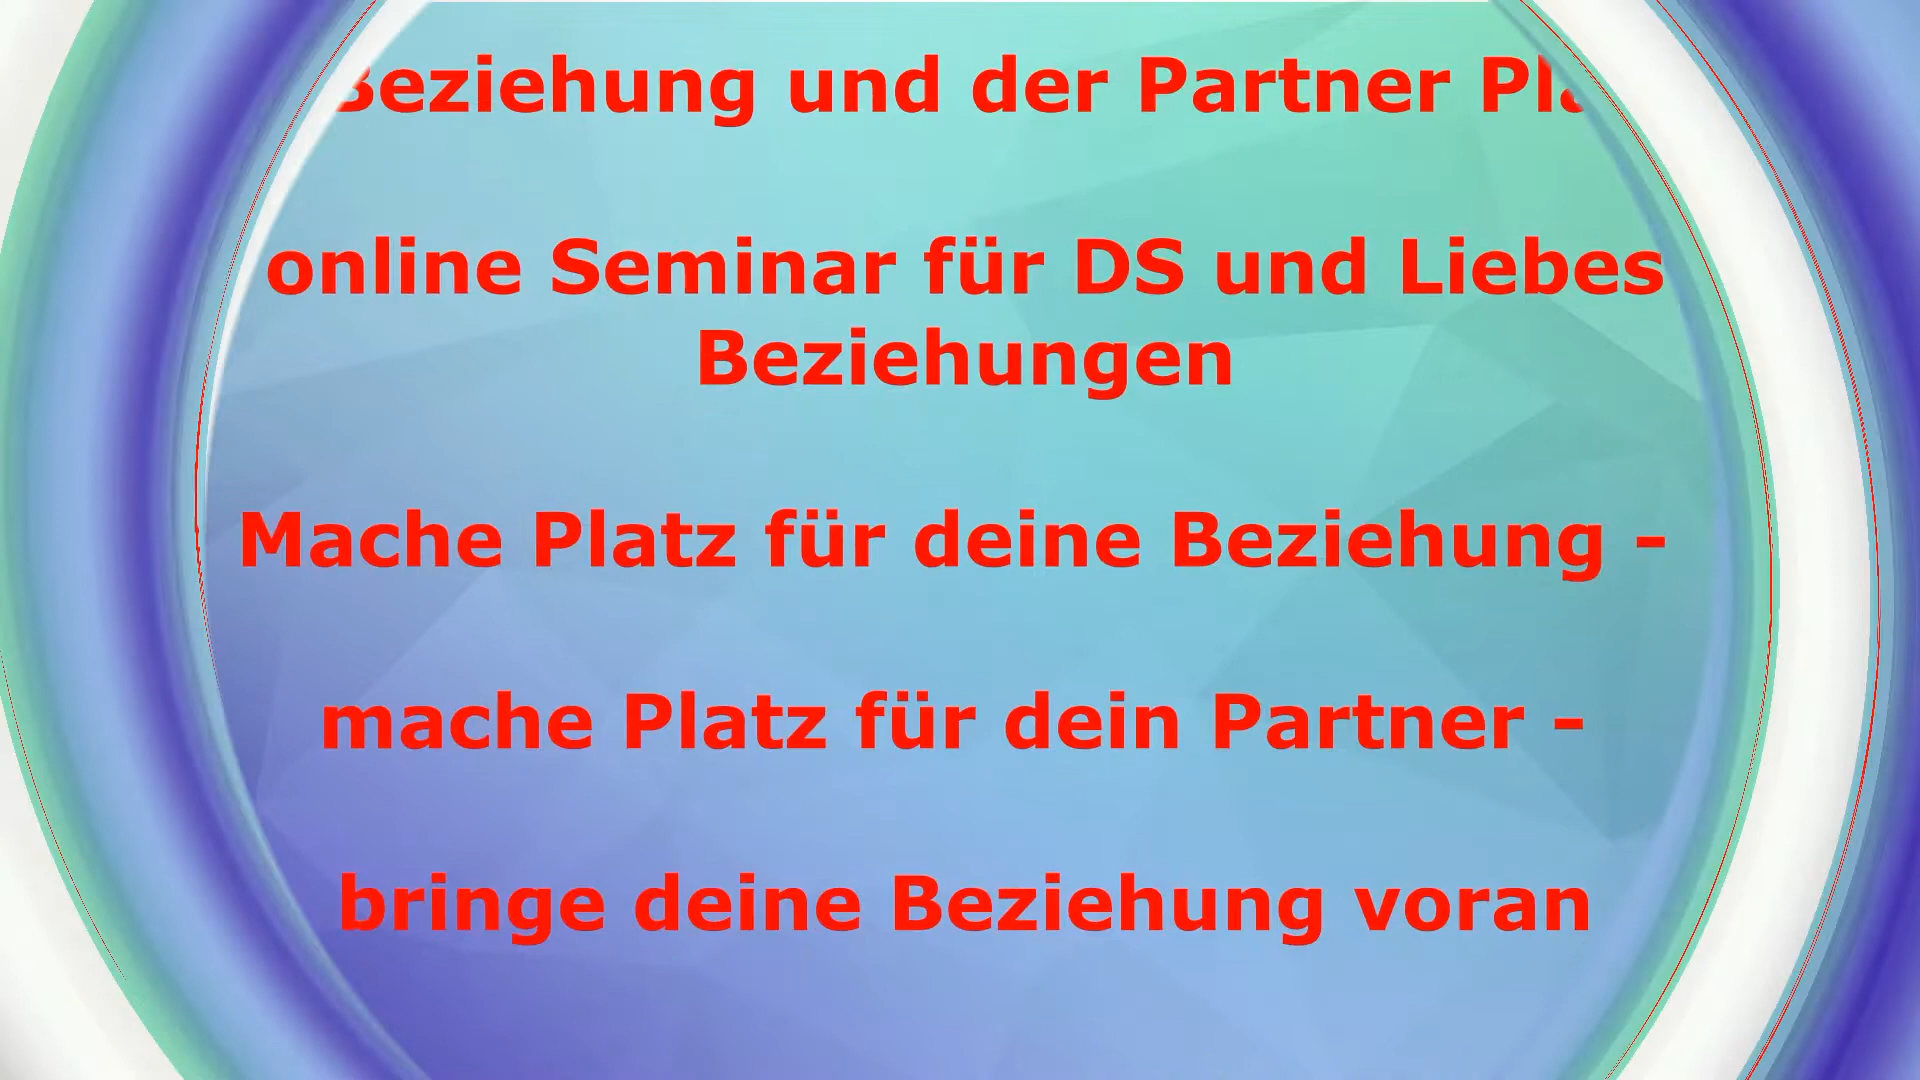 Beziehung und der Partner
online Seminar für DS und Liebes
Beziehungen
Mache Platz für deine Beziehung -
mache Platz für dein Partner -
bringe deine Beziehung voran